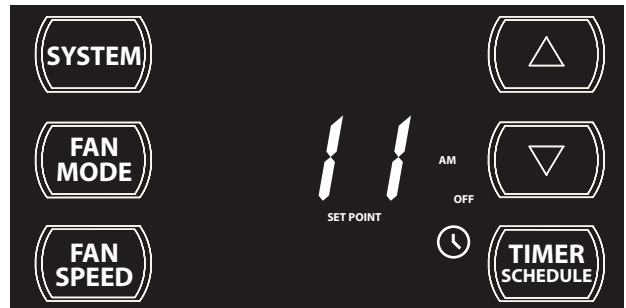 SYSTEM
FAN
MODE
FAN
SPEED
11
AM
OFF
SET POINT
TIMER
SCHEDULE